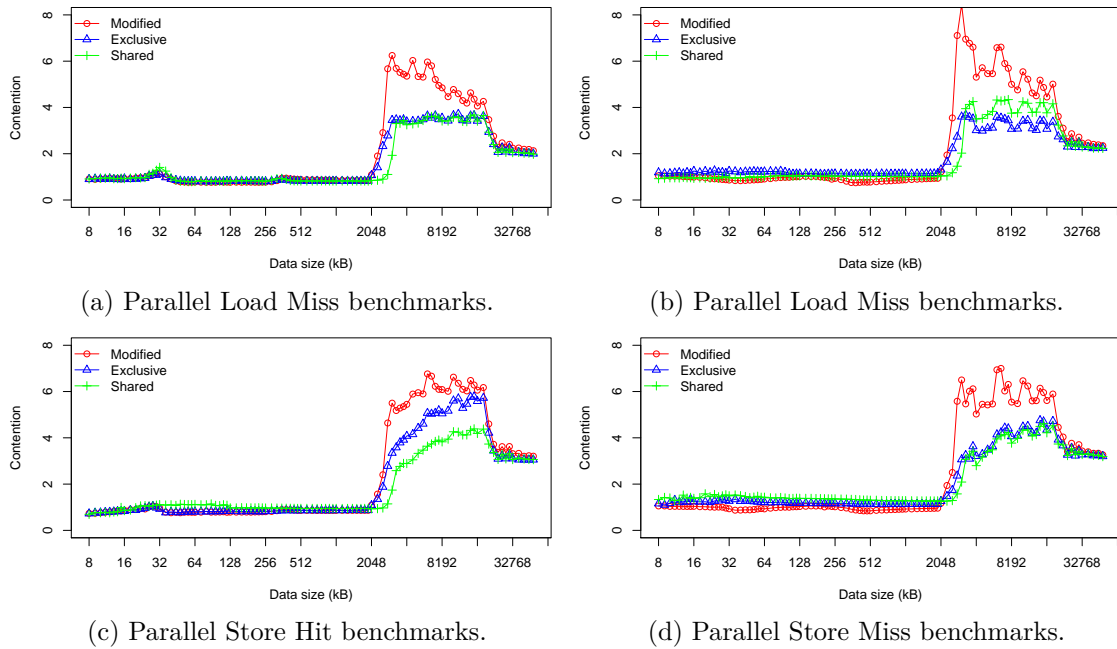 8
6
4
2
0
Contention
Modified
Exclusive
Shared
8 16 32 64 128 256 512 2048 8192 32768
Data size (kB)
(a) Parallel Load Miss benchmarks.
8
6
4
2
0
Contention
Modified
Exclusive
Shared
8 16 32 64 128 256 512 2048 8192 32768
Data size (kB)
(b) Parallel Load Miss benchmarks.
8
6
4
2
0
Contention
Modified
Exclusive
Shared
8 16 32 64 128 256 512 2048 8192 32768
Data size (kB)
(c) Parallel Store Hit benchmarks.
8
6
4
2
0
Contention
Modified
Exclusive
Shared
8 16 32 64 128 256 512 2048 8192 32768
Data size (kB)
(d) Parallel Store Miss benchmarks.